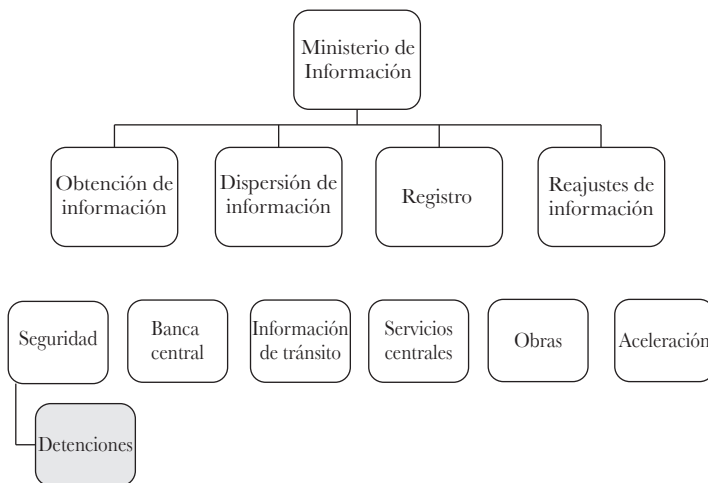 Ministerio de
Información
Obtención de
información
Dispersión de
información
Registro
Reajustes de
información
Seguridad
Banca
central
Información
de tránsito
Servicios
centrales
Obras
Aceleración
Detenciones